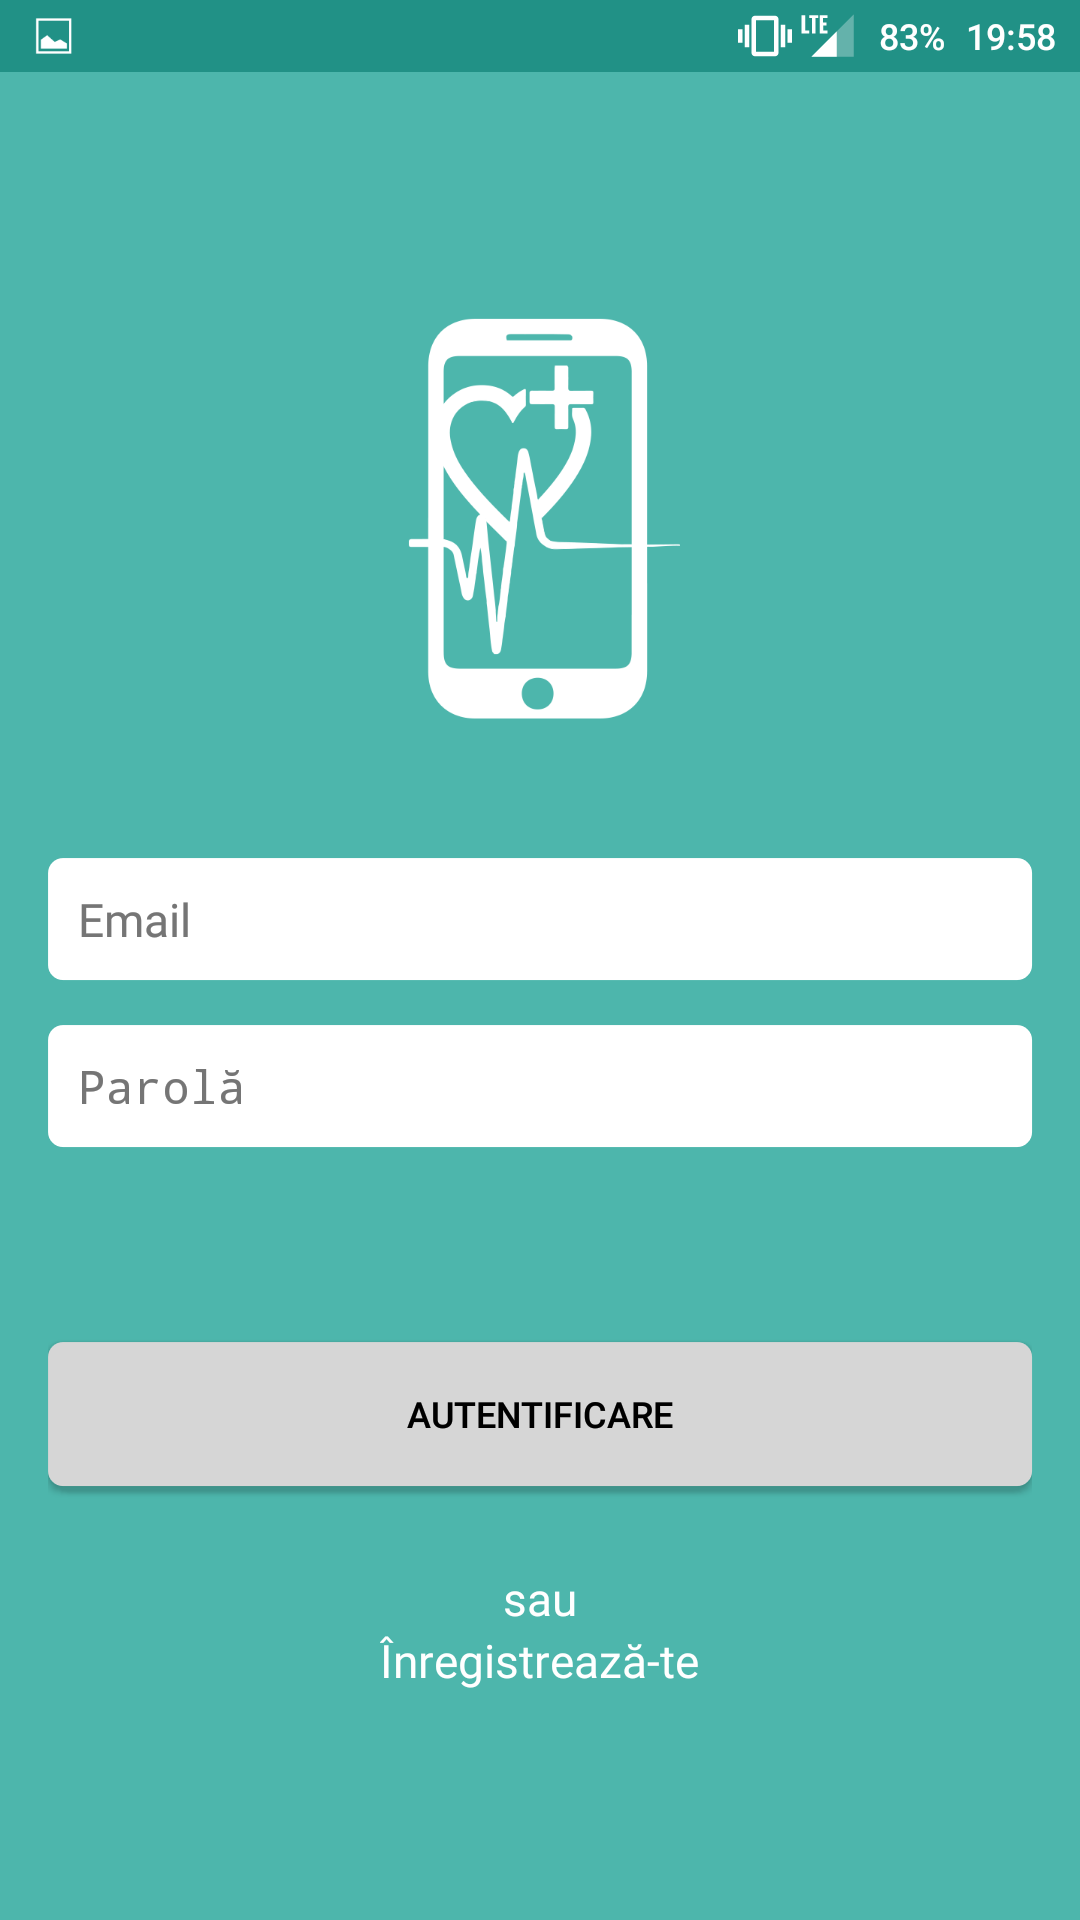 LTE 83% 19:58
Email
Parolă
AUTENTIFICARE
sau
Înregistrează-te